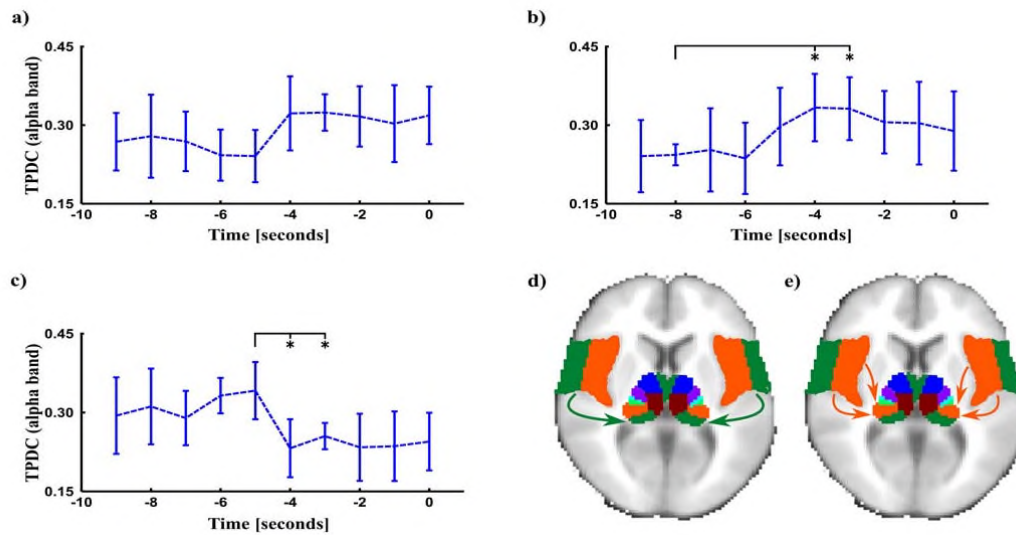 a)
TPDC (alpha band)
0.45
0.30
0.15
-10 -8 -6 -4 -2 0
Time [seconds]
b)
* *
0.45
0.30
0.15
-10 -8 -6 -4 -2 0
Time [seconds]
c)
TPDC (alpha band)
* *
0.45
0.30
0.15
-10 -8 -6 -4 -2 0
Time [seconds]
d)
e)